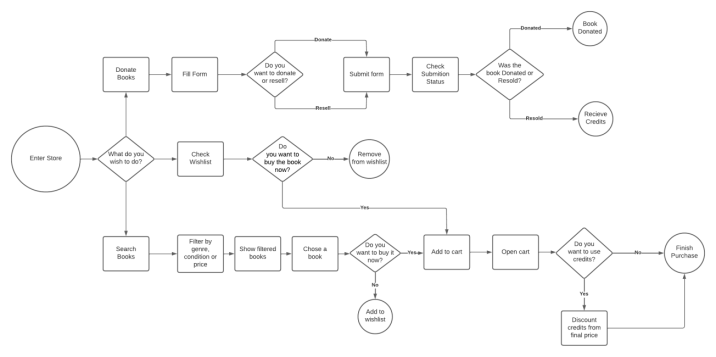 Enter Store
What do you
wish to do?
Donate
Books
Fill Form
Do you
want to donate
or resell?
Donate
Resell
Submit form
Check
Submition
Status
Was the
book Donated or
Resold?
Donated
Book
Donated
Resold
Recieve
Credits
Check
Wishlist
Do
you want to
buy the book
now?
No
Remove
from wishlist
Yes
Search
Books
Filter by
genre,
condition or
price
Show filtered
books
Chose a
book
Do you
want to buy it
now?
Yes
No
Add to
wishlist
Add to cart
Open cart
Do you
want to use
credits?
No
Finish
Purchase
Yes
Discount
credits from
final price